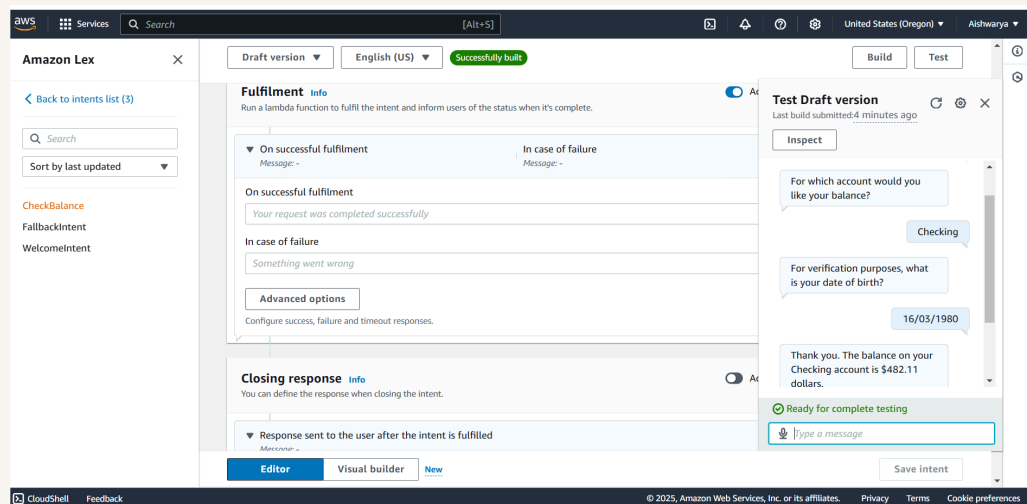 aws
Services
Search
[Alt+S]
United States (Oregon) ▼
Aishwarya ▼
Amazon Lex
Back to intents list (3)
Search
Sort by last updated
CheckBalance
FallbackIntent
WelcomeIntent
Draft version ▼
English (US) ▼
Successfully built
Build
Test
Fulfilment Info
Run a lambda function to fulfil the intent and inform users of the status when it's complete.
Ac
▼ On successful fulfilment
Message: -
In case of failure
Message: -
On successful fulfilment
Your request was completed successfully
In case of failure
Something went wrong
Advanced options
Configure success, failure and timeout responses.
Closing response Info
You can define the response when closing the intent.
Ac
▼ Response sent to the user after the intent is fulfilled
Message: -
Editor
Visual builder
New
Save intent
Test Draft version
Last build submitted: 4 minutes ago
Inspect
For which account would you
like your balance?
Checking
For verification purposes, what
is your date of birth?
16/03/1980
Thank you. The balance on your
Checking account is $482.11
dollars.
Ready for complete testing
Type a message
CloudShell
Feedback
© 2025, Amazon Web Services, Inc. or its affiliates.
Privacy
Terms
Cookie preferences